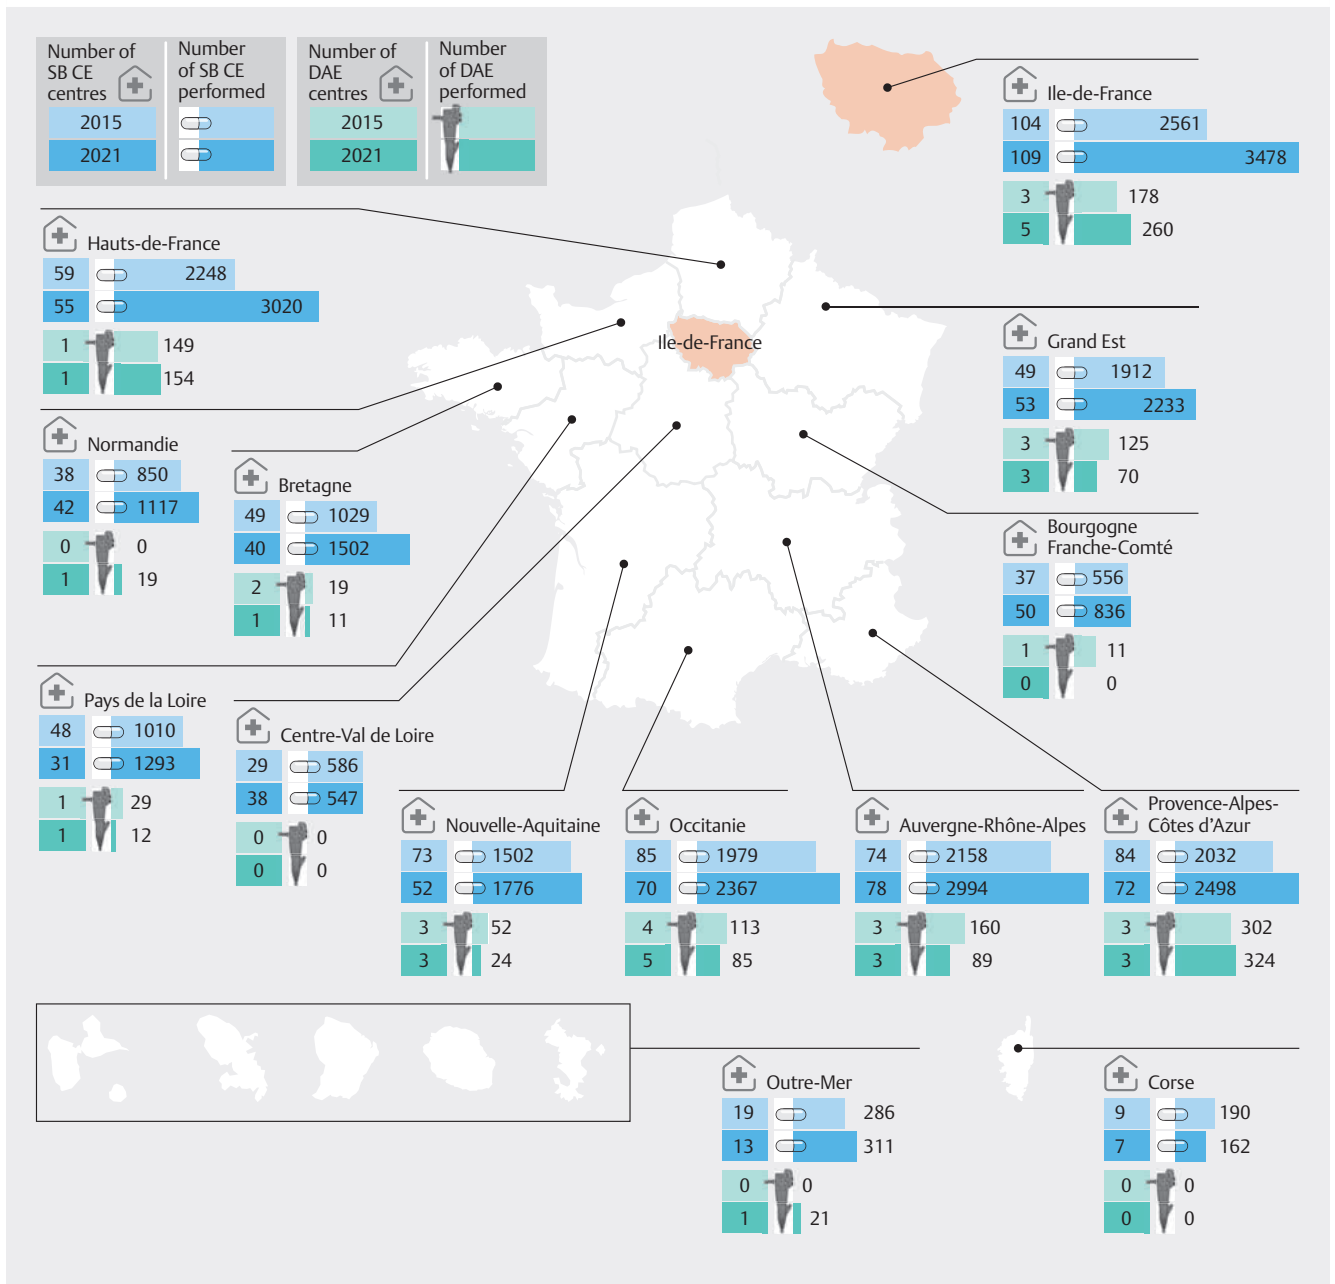 Number of
SB CE
centres
Number
of SB CE
performed
2015
2021
Number of
DAE
centres
Number
of DAE
performed
2015
2021
Ile-de-France
104 2561
109 3478
3 178
5 260
Hauts-de-France
59 2248
55 3020
1 149
1 154
Ile-de-France
Grand Est
49 1912
53 2233
3 125
3 70
Normandie
38 850
42 1117
0 0
1 19
Bretagne
49 1029
40 1502
2 19
1 11
Bourgogne
Franche-Comté
37 556
50 836
1 11
0 0
Pays de la Loire
48 1010
31 1293
1 29
1 12
Centre-Val de Loire
29 586
38 547
0 0
0 0
Nouvelle-Aquitaine
73 1502
52 1776
3 52
3 24
Occitanie
85 1979
70 2367
4 113
5 85
Auvergne-Rhône-Alpes
74 2158
78 2994
3 160
3 89
Provence-Alpes-
Côtes d'Azur
84 2032
72 2498
3 302
3 324
Outre-Mer
19 286
13 311
0 0
1 21
Corse
9 190
7 162
0 0
0 0